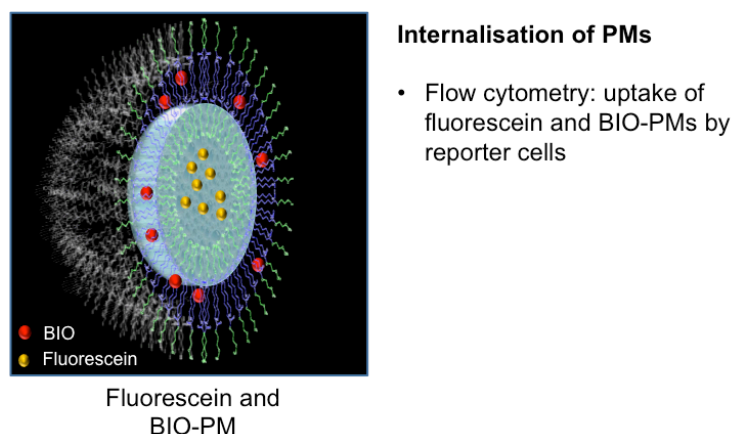 Internalisation of PMs
• Flow cytometry: uptake of
fluorescein and BIO-PMs by
reporter cells
BIO
Fluorescein
Fluorescein and
BIO-PM